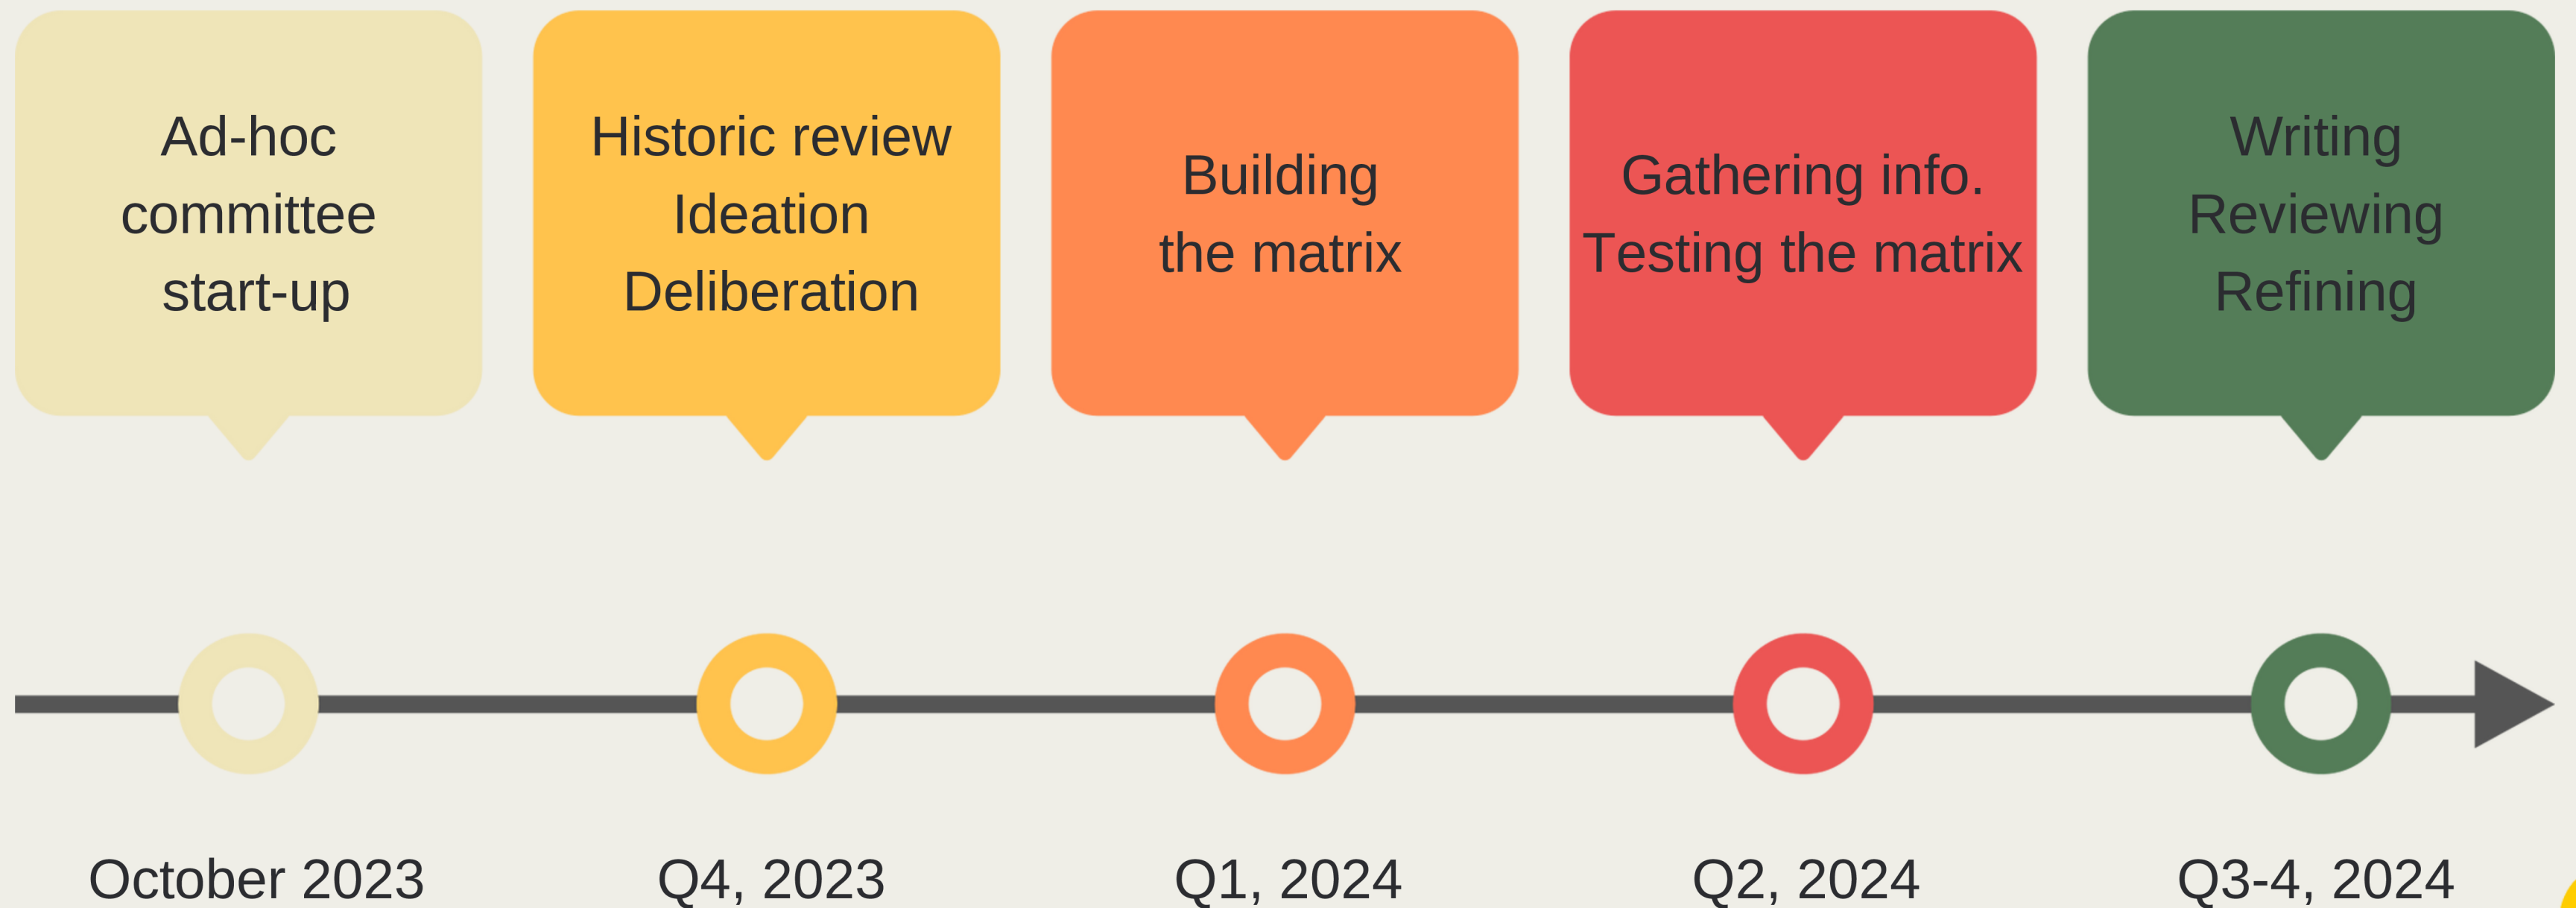 Ad-hoc
committee
start-up
Historic review
Ideation
Deliberation
Building
the matrix
Gathering info.
Testing the matrix
Writing
Reviewing
Refining
October 2023
Q4, 2023
Q1, 2024
Q2, 2024
Q3-4, 2024